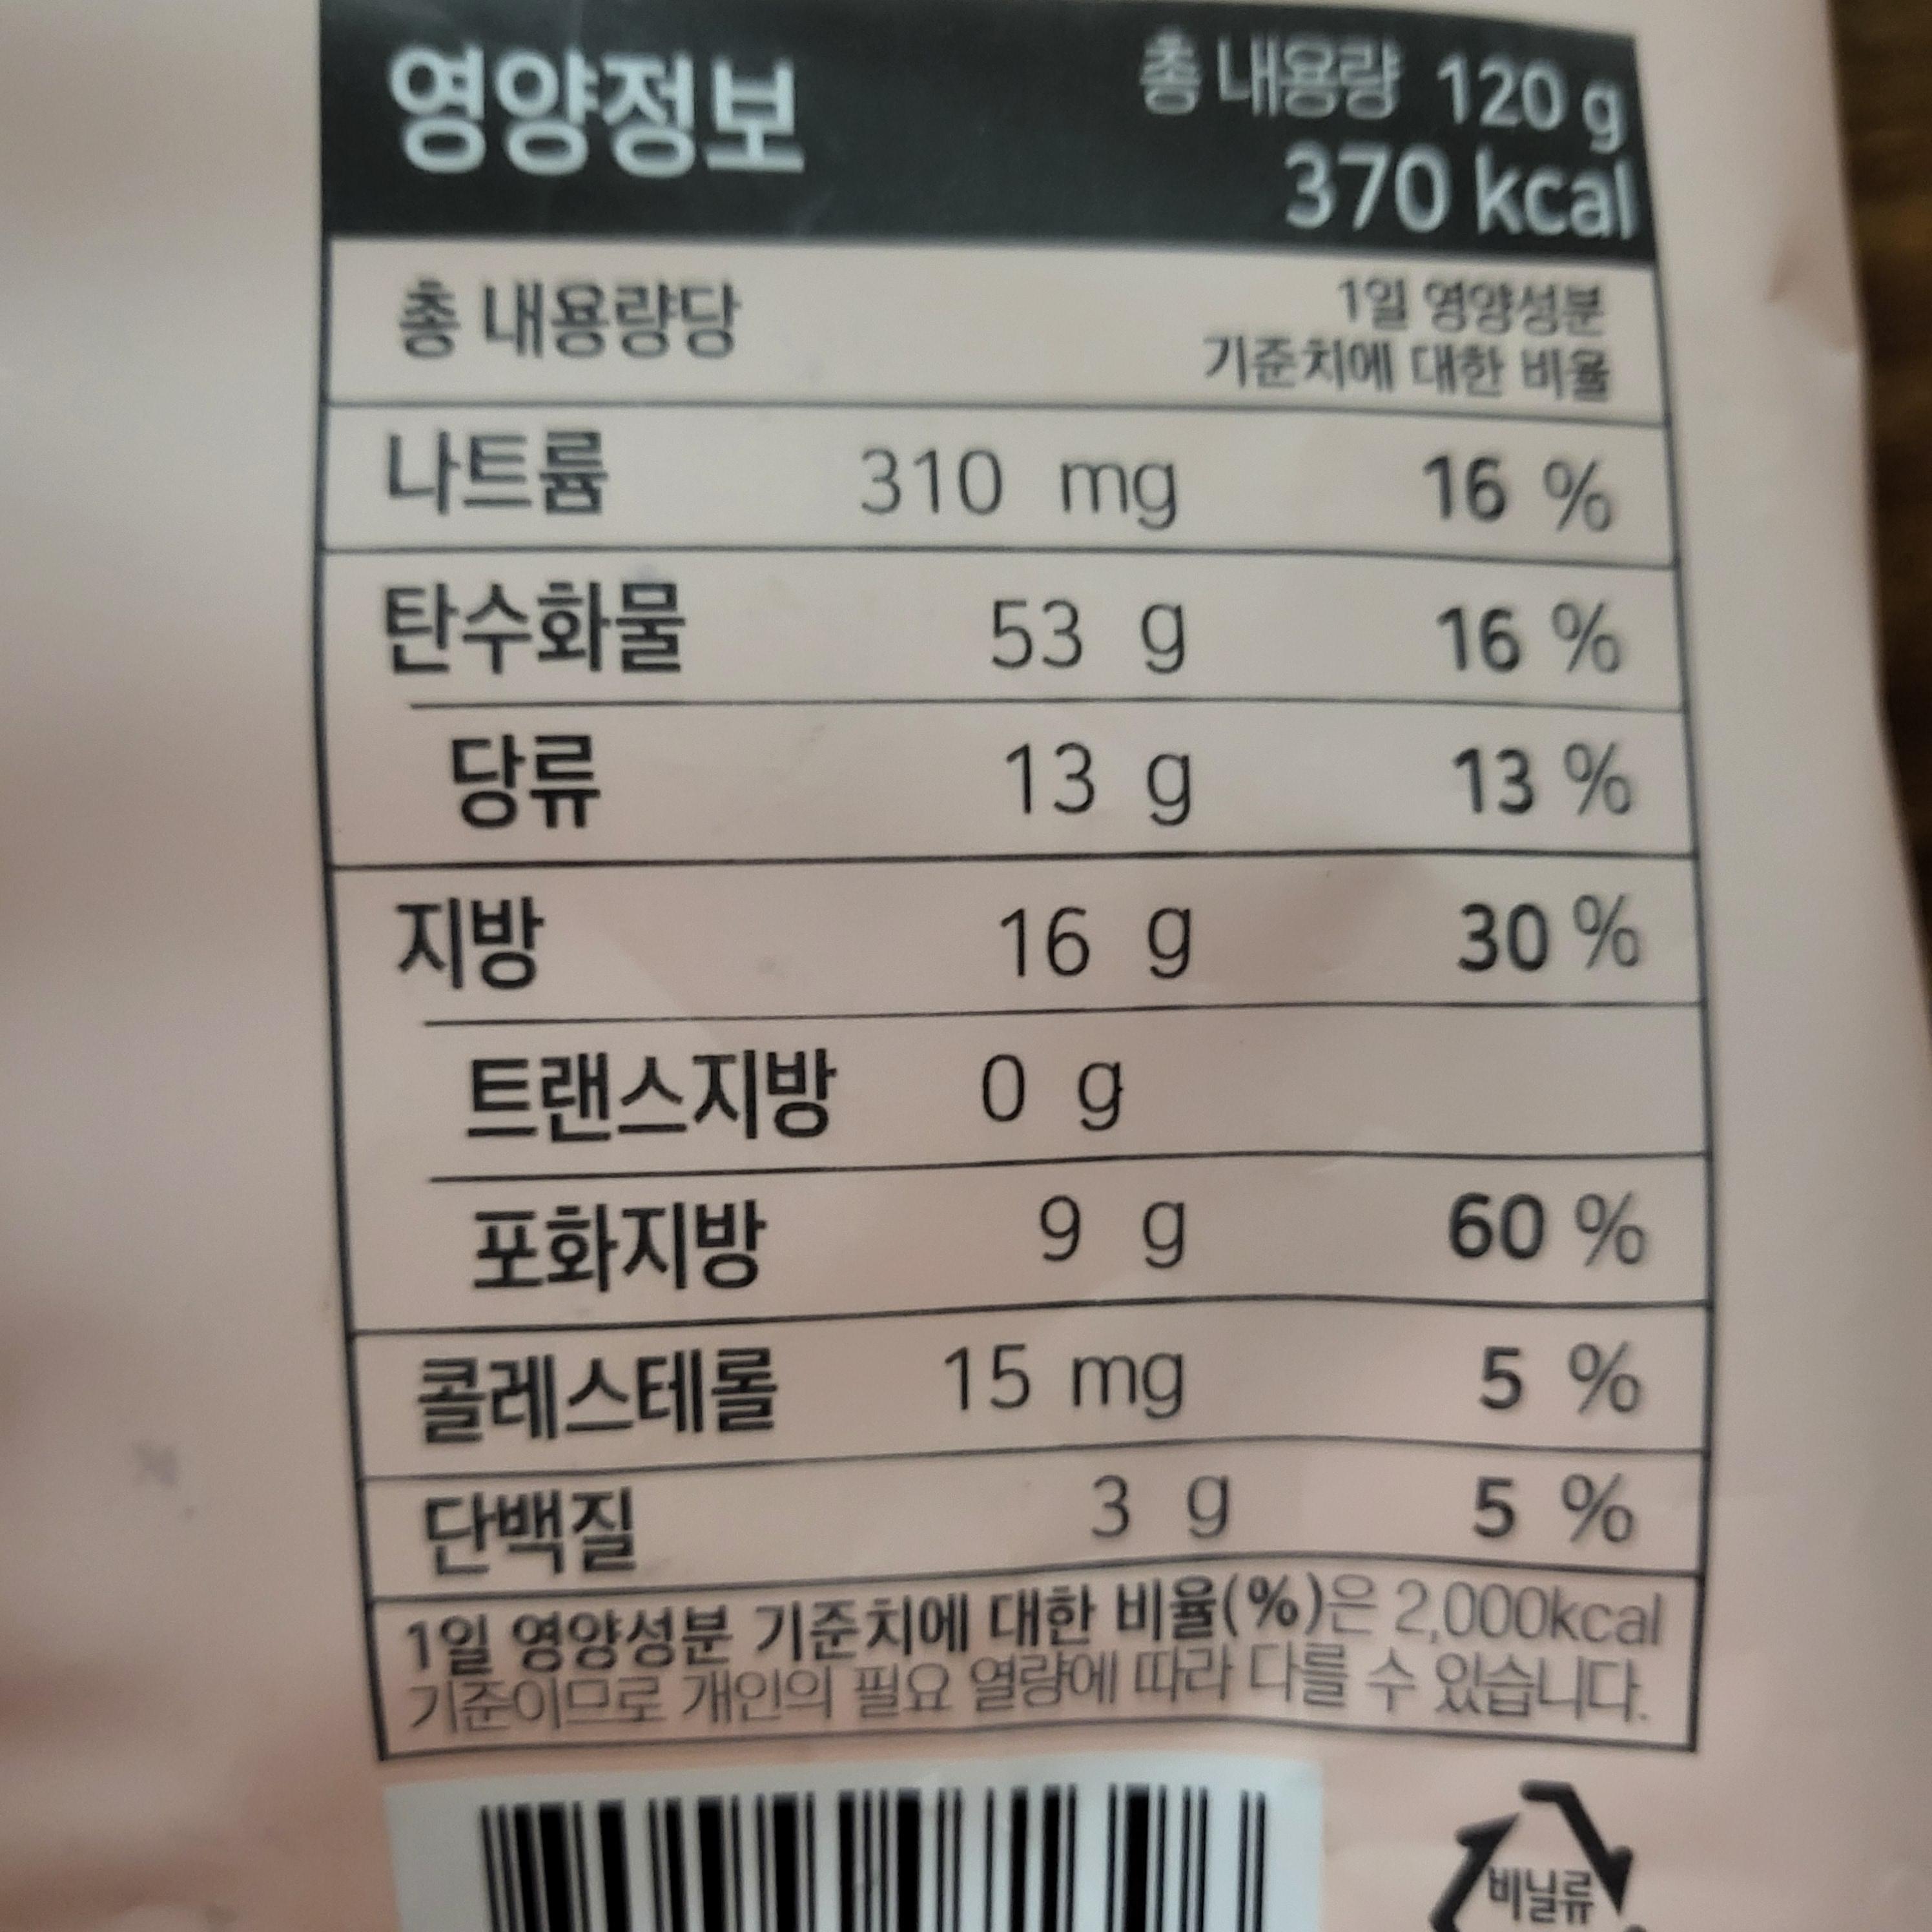 영양정보
총 내용량 120 g
370 kcal
총 내용량당
1일 영양성분
기준치에 대한 비율
나트륨 310 mg 16 %
탄수화물 53 g 16 %
당류 13 g 13 %
지방 16 g 30 %
트랜스지방 0 g
포화지방 9 g 60 %
콜레스테롤 15 mg 5 %
단백질 3 g 5 %
1일 영양성분 기준치에 대한 비율(%)은 2,000kcal
기준이므로 개인의 필요 열량에 따라 다를 수 있습니다.
비닐류